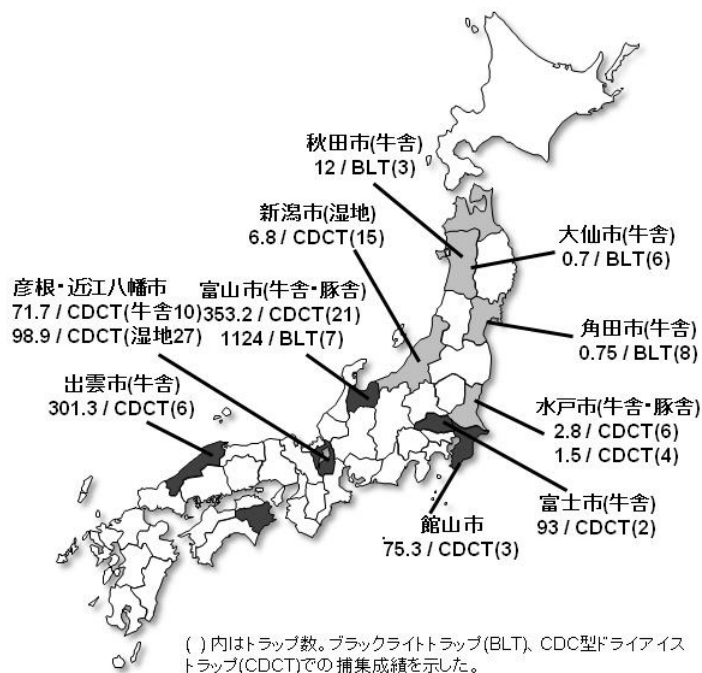 秋田市(牛舎)
12 / BLT(3)
新潟市(湿地)
6.8 / CDCT(15)
大仙市(牛舎)
0.7 / BLT(6)
彦根・近江八幡市
71.7 / CDCT(牛舎10)
98.9 / CDCT(湿地27)
富山市(牛舎・豚舎)
353.2 / CDCT(21)
1124 / BLT(7)
角田市(牛舎)
0.75 / BLT(8)
出雲市(牛舎)
301.3 / CDCT(6)
水戸市(牛舎・豚舎)
2.8 / CDCT(6)
1.5 / CDCT(4)
富士市(牛舎)
93 / CDCT(2)
館山市
75.3 / CDCT(3)
( )内はトラップ数。ブラックライトトラップ(BLT)、CDC型ドライアイス
トラップ(CDCT)での捕集成績を示した。